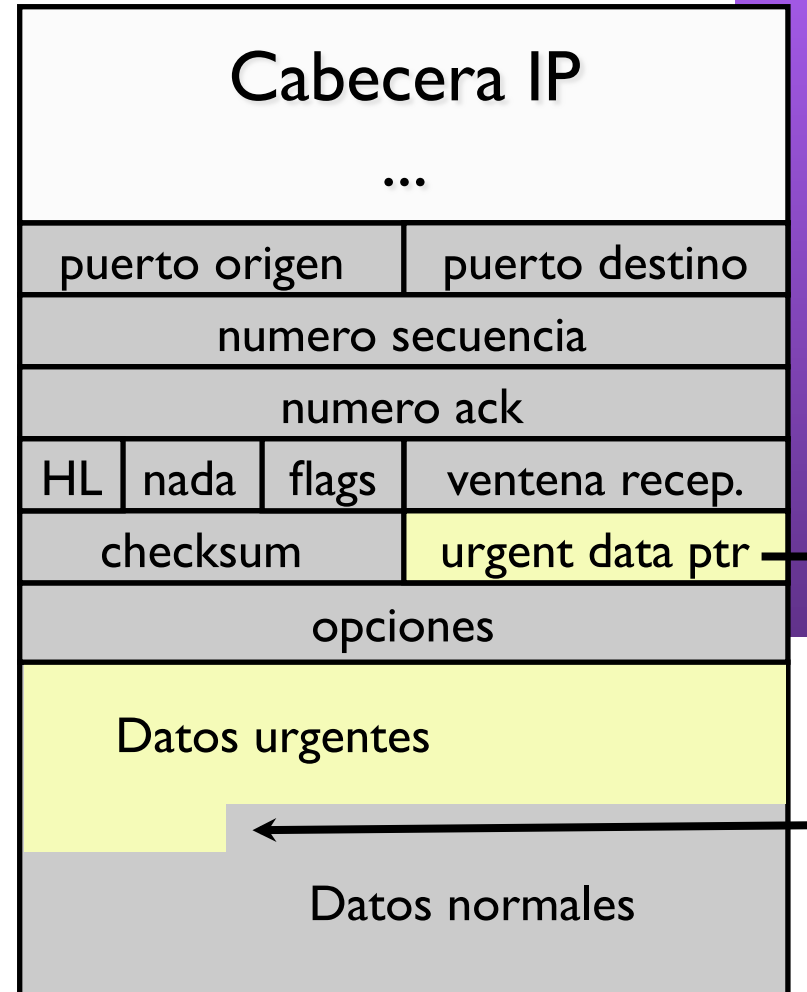 Cabecera IP
...
puerto origen puerto destino
numero secuencia
numero ack
HL nada flags ventena recep.
checksum urgent data ptr
opciones
Datos urgentes
Datos normales